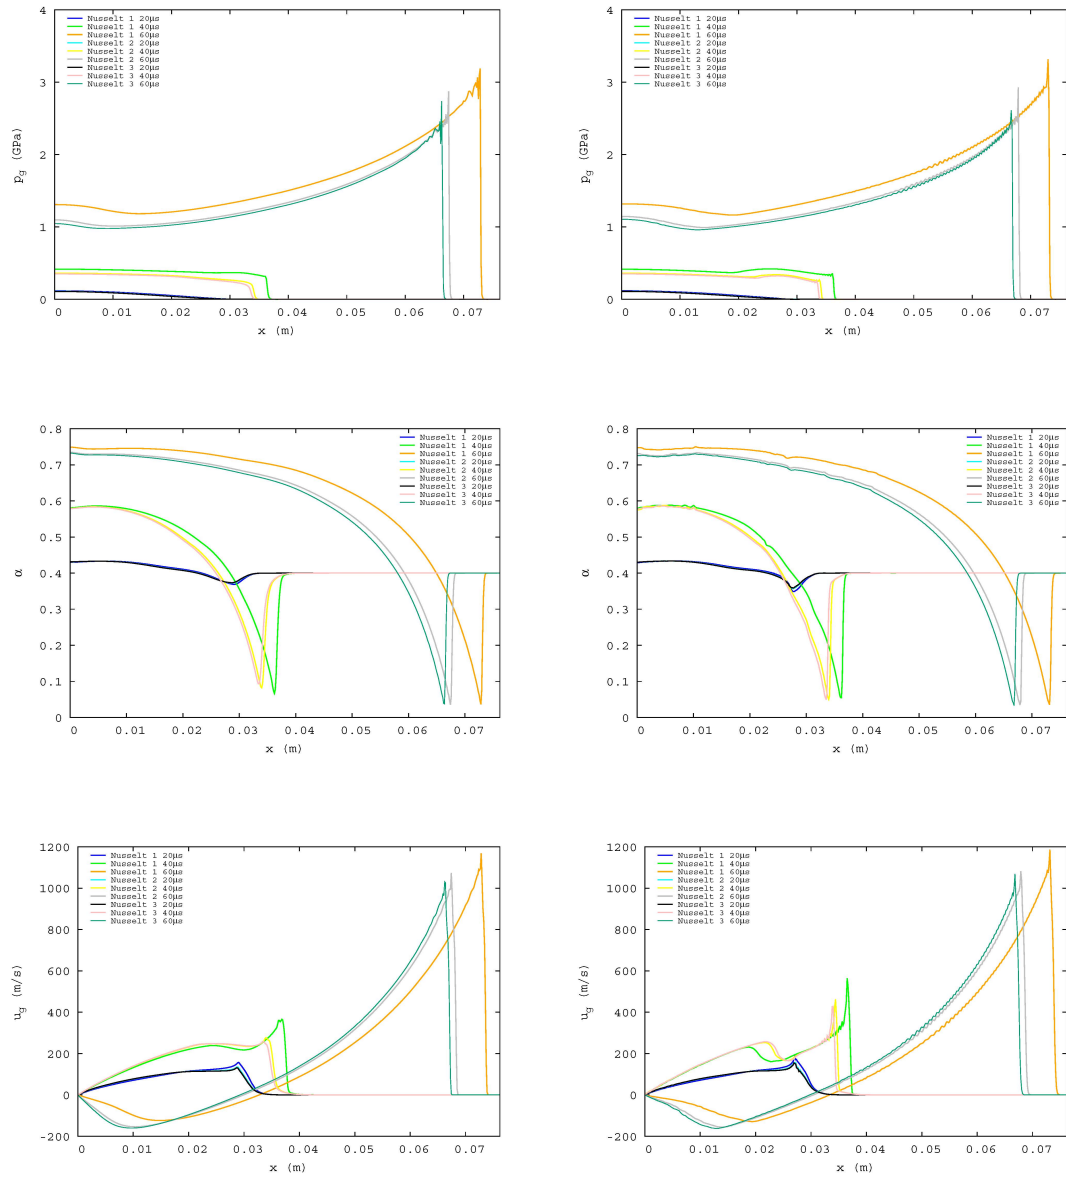 4
3
2
1
0
pg (GPa)
Nusselt 1 20µs
Nusselt 1 40µs
Nusselt 1 60µs
Nusselt 2 20µs
Nusselt 2 40µs
Nusselt 2 60µs
Nusselt 3 20µs
Nusselt 3 40µs
Nusselt 3 60µs
0 0.01 0.02 0.03 0.04 0.05 0.06 0.07
x (m)
4
3
2
1
0
pg (GPa)
Nusselt 1 20µs
Nusselt 1 40µs
Nusselt 1 60µs
Nusselt 2 20µs
Nusselt 2 40µs
Nusselt 2 60µs
Nusselt 3 20µs
Nusselt 3 40µs
Nusselt 3 60µs
0 0.01 0.02 0.03 0.04 0.05 0.06 0.07
x (m)
0.8
0.7
0.6
0.5
0.4
0.3
0.2
0.1
0
α
Nusselt 1 20µs
Nusselt 1 40µs
Nusselt 1 60µs
Nusselt 2 20µs
Nusselt 2 40µs
Nusselt 2 60µs
Nusselt 3 20µs
Nusselt 3 40µs
Nusselt 3 60µs
0 0.01 0.02 0.03 0.04 0.05 0.06 0.07
x (m)
0.8
0.7
0.6
0.5
0.4
0.3
0.2
0.1
0
α
Nusselt 1 20µs
Nusselt 1 40µs
Nusselt 1 60µs
Nusselt 2 20µs
Nusselt 2 40µs
Nusselt 2 60µs
Nusselt 3 20µs
Nusselt 3 40µs
Nusselt 3 60µs
0 0.01 0.02 0.03 0.04 0.05 0.06 0.07
x (m)
1200
1000
800
600
400
200
0
-200
ug (m/s)
Nusselt 1 20µs
Nusselt 1 40µs
Nusselt 1 60µs
Nusselt 2 20µs
Nusselt 2 40µs
Nusselt 2 60µs
Nusselt 3 20µs
Nusselt 3 40µs
Nusselt 3 60µs
0 0.01 0.02 0.03 0.04 0.05 0.06 0.07
x (m)
1200
1000
800
600
400
200
0
-200
ug (m/s)
Nusselt 1 20µs
Nusselt 1 40µs
Nusselt 1 60µs
Nusselt 2 20µs
Nusselt 2 40µs
Nusselt 2 60µs
Nusselt 3 20µs
Nusselt 3 40µs
Nusselt 3 60µs
0 0.01 0.02 0.03 0.04 0.05 0.06 0.07
x (m)